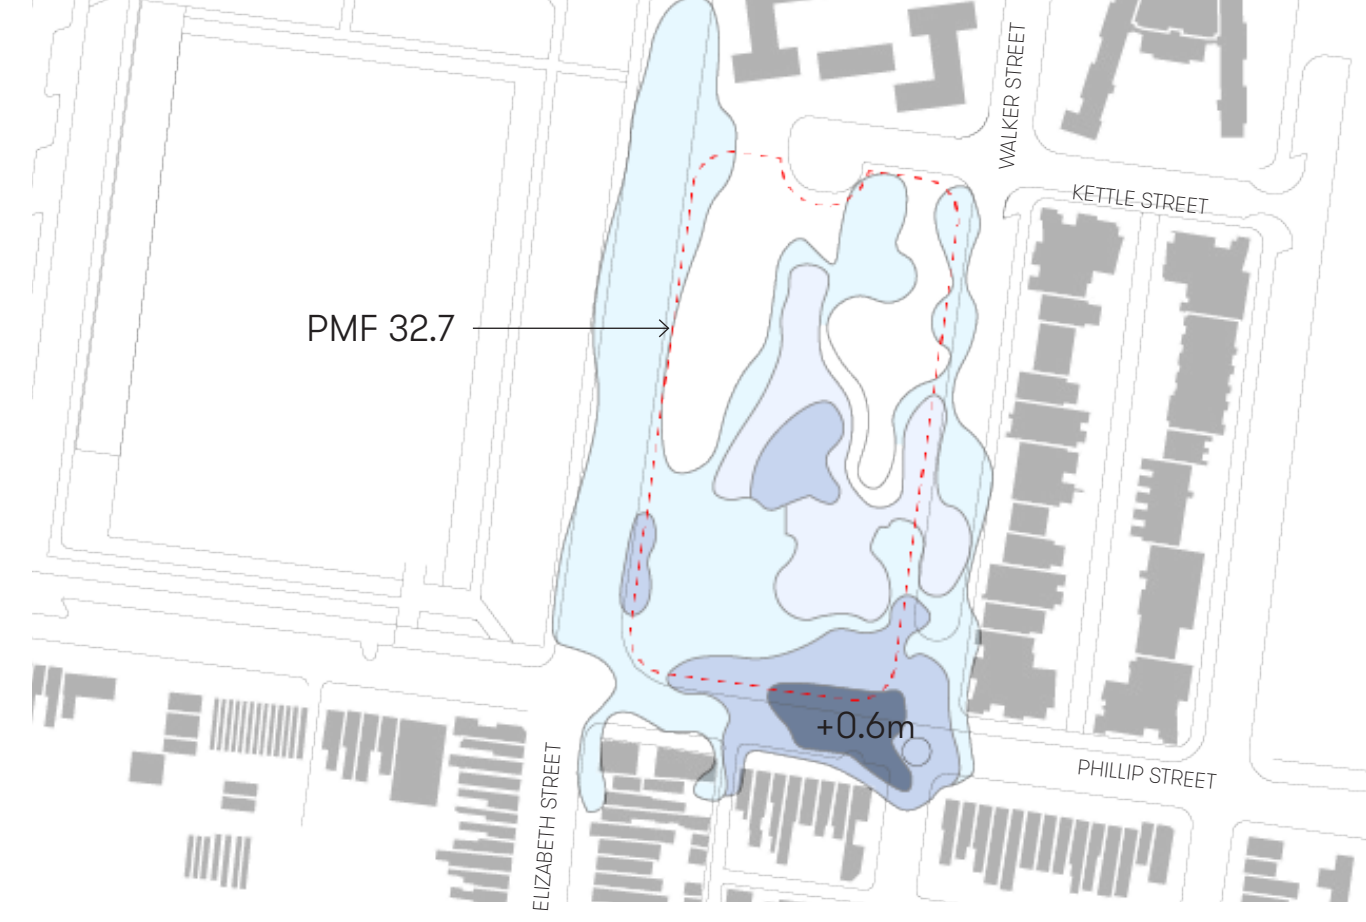 WALKER STREET
KETTLE STREET
PMF 32.7
+0.6m
PHILLIP STREET
ELIZABETH STREET